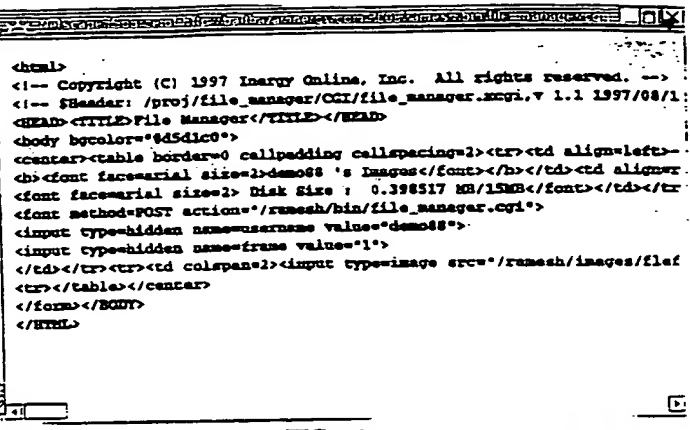 <html>
<!-- Copyright (C) 1997 Inergy Online, Inc. All rights reserved. -->
<!-- $Header: /proj/file_manager/CGI/file_manager.xcgi,v 1.1 1997/08/1
<HEAD><TITLE>File Manager</TITLE></HEAD>
<body bgcolor="#d5d1c0">
<center><table border=0 callpadding cellspacing=2><tr><td align=left>
<b><font face=arial size=2>demo88 's Images</font></b></td><td align=r
<font face=arial size=2> Disk Size : 0.398517 MB/15MB</font></td></tr
<font method=POST action="/ramesh/bin/file_manager.cgi">
<input type=hidden name=username value="demo88">
<input type=hidden name=frame value="1">
</td></tr><tr><td colspan=2><input type=image src="/ramesh/images/flef
<tr></table></center>
</form></BODY>
</HTML>